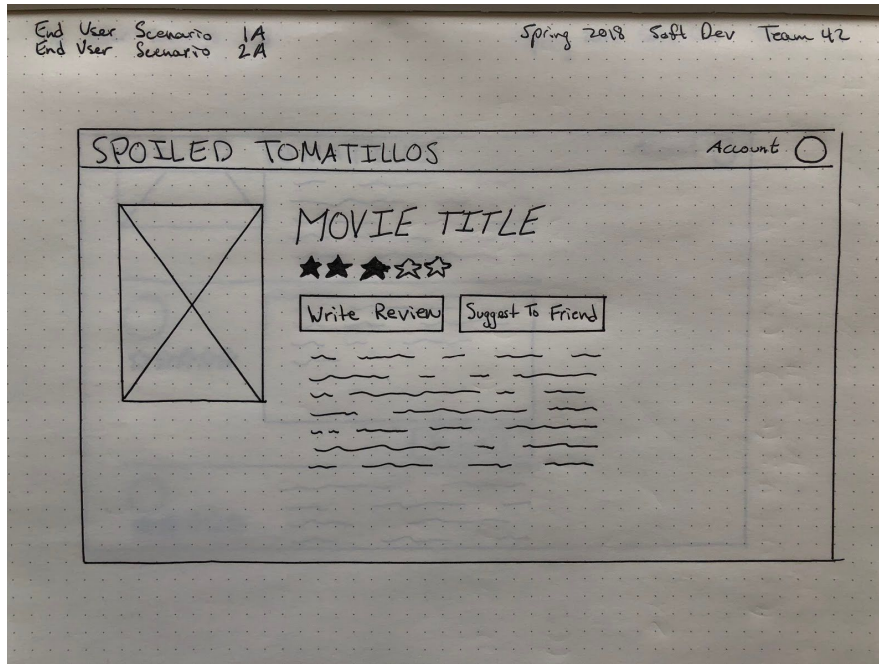 End User Scenario 1A
Spring 2018 Soft Dev Team 42
End User Scenario 2A
SPOILED TOMATILLOS
Account
MOVIE TITLE
Write Review
Suggest To Friend